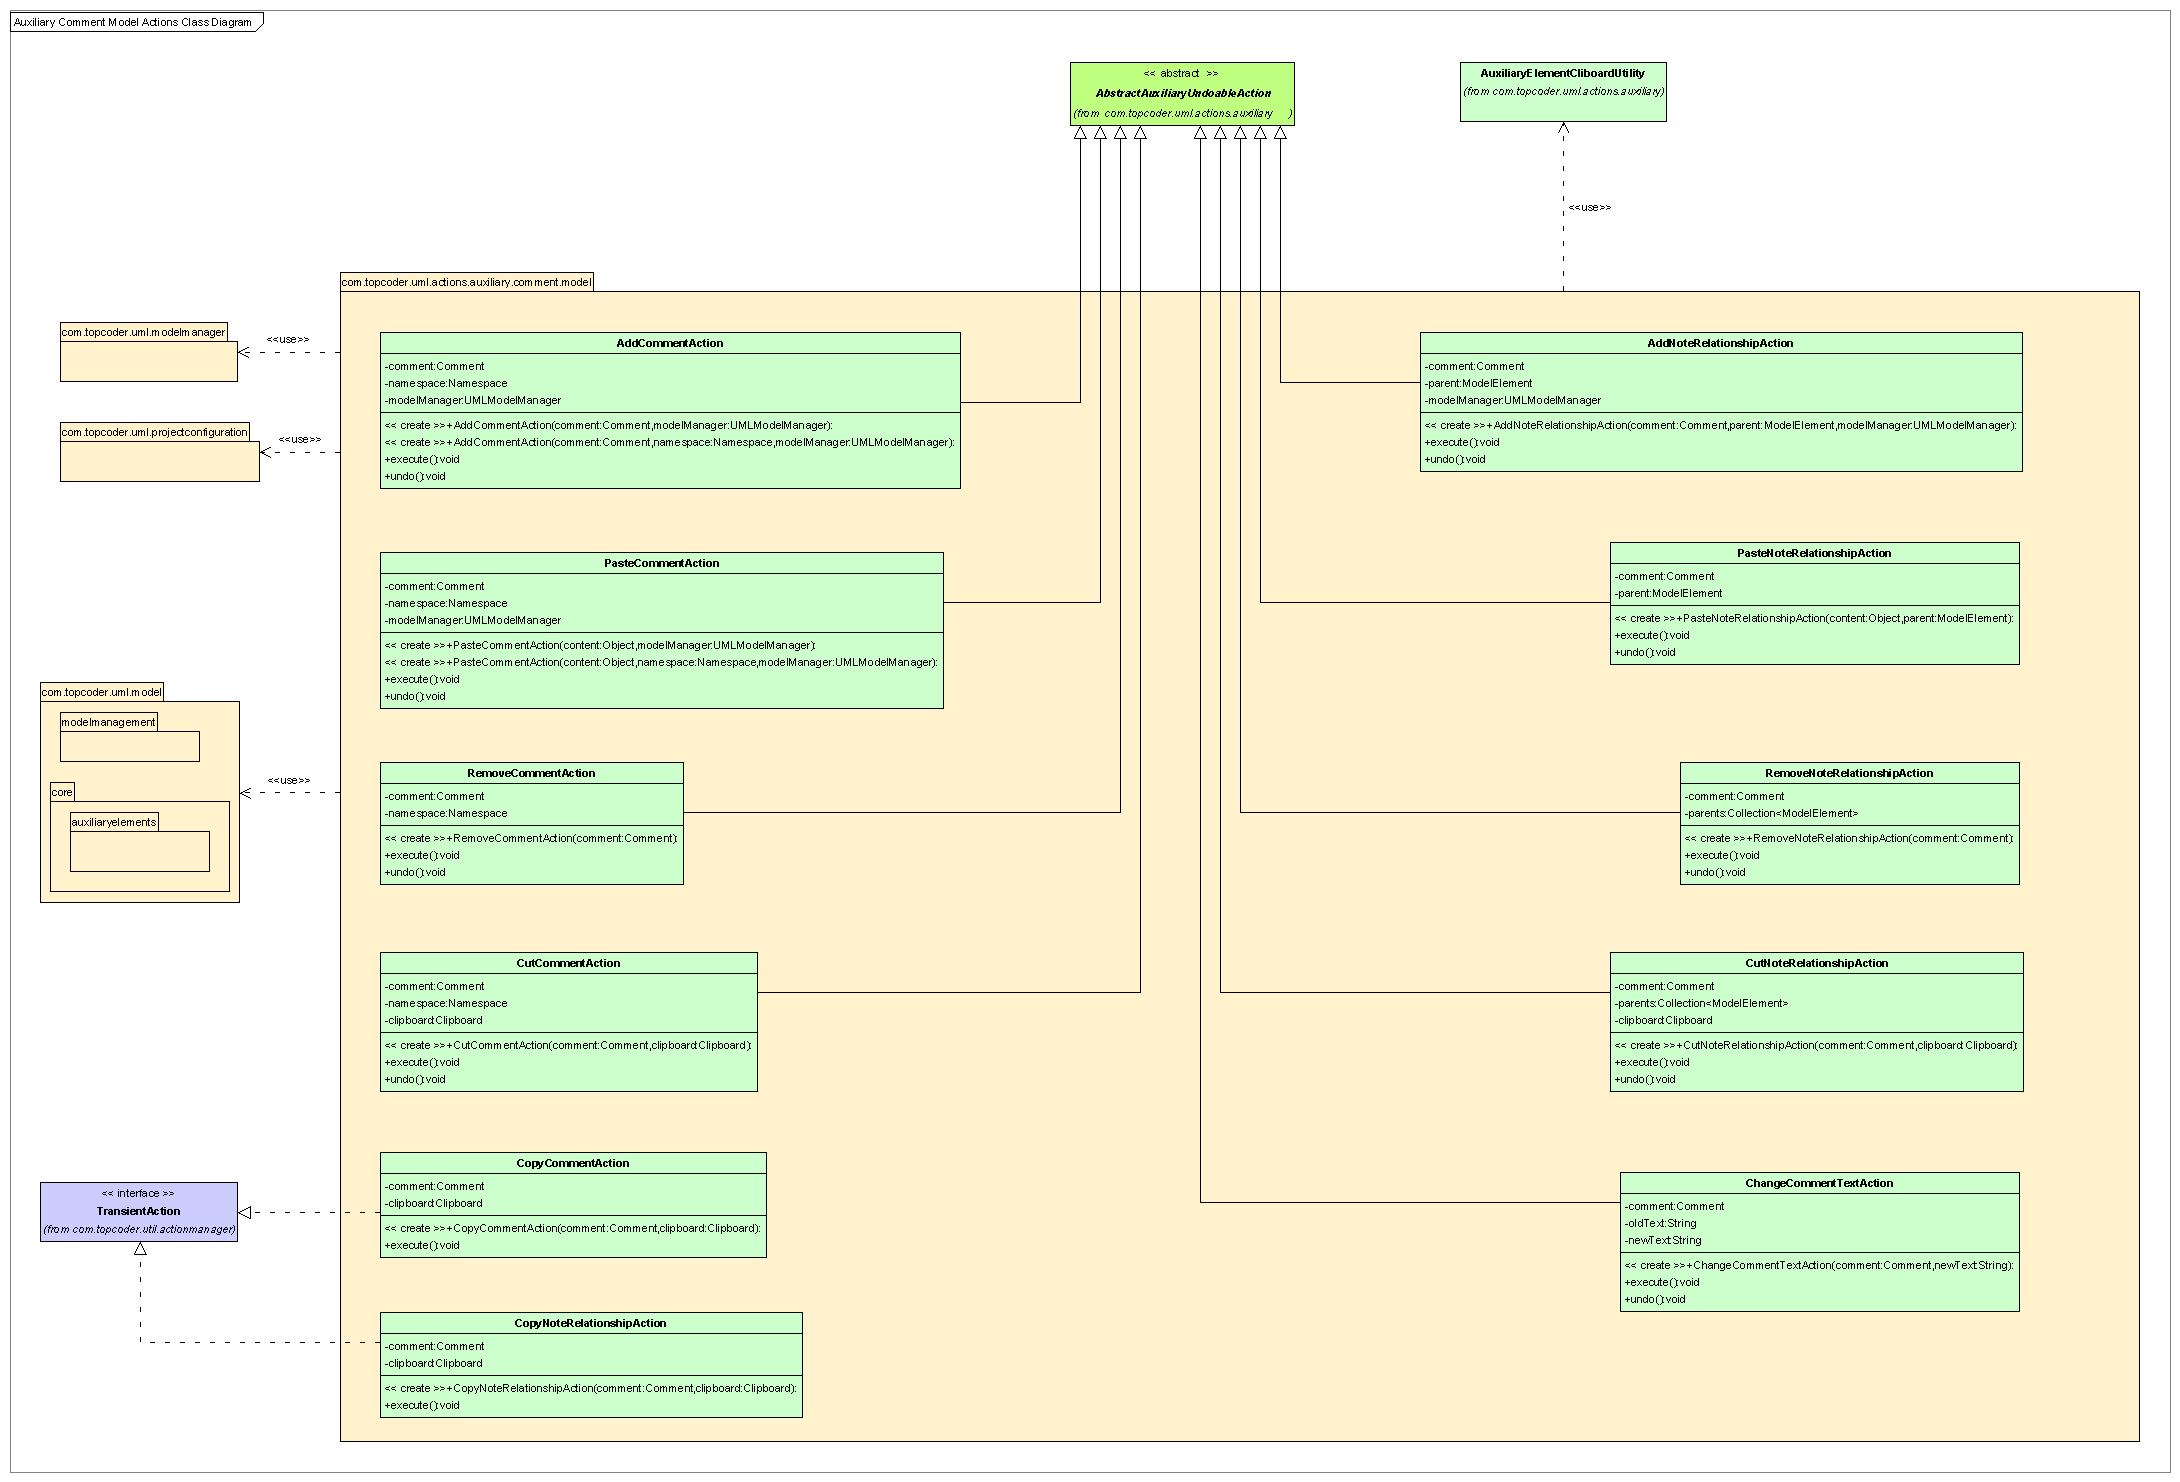 Auxiliary Comment Model Actions Class Diagram
<< abstract >>
AbstractAuxiliaryUndoableAction
(from com.topcoder.uml.actions.auxiliary )
AuxiliaryElementCliboardUtility
(from com.topcoder.uml.actions.auxiliary)
<<use>>
com.topcoder.uml.actions.auxiliary.comment.model
com.topcoder.uml.modelmanager
<<use>>
com.topcoder.uml.projectconfiguration
<<use>>
com.topcoder.uml.model
modelmanagement
core
auxiliaryelements
<<use>>
<< interface >>
TransientAction
(from com.topcoder.util.actionmanager)
AddCommentAction
-comment:Comment
-namespace:Namespace
-modelManager:UMLModelManager
<< create >>+AddCommentAction(comment:Comment,modelManager:UMLModelManager):
<< create >>+AddCommentAction(comment:Comment,namespace:Namespace,modelManager:UMLModelManager):
+execute():void
+undo():void
PasteCommentAction
-comment:Comment
-namespace:Namespace
-modelManager:UMLModelManager
<< create >>+PasteCommentAction(content:Object,modelManager:UMLModelManager):
<< create >>+PasteCommentAction(content:Object,namespace:Namespace,modelManager:UMLModelManager):
+execute():void
+undo():void
RemoveCommentAction
-comment:Comment
-namespace:Namespace
<< create >>+RemoveCommentAction(comment:Comment):
+execute():void
+undo():void
CutCommentAction
-comment:Comment
-namespace:Namespace
-clipboard:Clipboard
<< create >>+CutCommentAction(comment:Comment,clipboard:Clipboard):
+execute():void
+undo():void
CopyCommentAction
-comment:Comment
-clipboard:Clipboard
<< create >>+CopyCommentAction(comment:Comment,clipboard:Clipboard):
+execute():void
CopyNoteRelationshipAction
-comment:Comment
-clipboard:Clipboard
<< create >>+CopyNoteRelationshipAction(comment:Comment,clipboard:Clipboard):
+execute():void
AddNoteRelationshipAction
-comment:Comment
-parent:ModelElement
-modelManager:UMLModelManager
<< create >>+AddNoteRelationshipAction(comment:Comment,parent:ModelElement,modelManager:UMLModelManager):
+execute():void
+undo():void
PasteNoteRelationshipAction
-comment:Comment
-parent:ModelElement
<< create >>+PasteNoteRelationshipAction(content:Object,parent:ModelElement):
+execute():void
+undo():void
RemoveNoteRelationshipAction
-comment:Comment
-parents:Collection<ModelElement>
<< create >>+RemoveNoteRelationshipAction(comment:Comment):
+execute():void
+undo():void
CutNoteRelationshipAction
-comment:Comment
-parents:Collection<ModelElement>
-clipboard:Clipboard
<< create >>+CutNoteRelationshipAction(comment:Comment,clipboard:Clipboard):
+execute():void
+undo():void
ChangeCommentTextAction
-comment:Comment
-oldText:String
-newText:String
<< create >>+ChangeCommentTextAction(comment:Comment,newText:String):
+execute():void
+undo():void